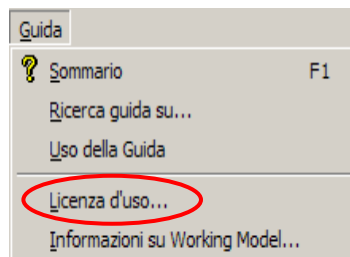 Guida
Sommario F1
Ricerca guida su...
Uso della Guida
Licenza d'uso...
Informazioni su Working Model...